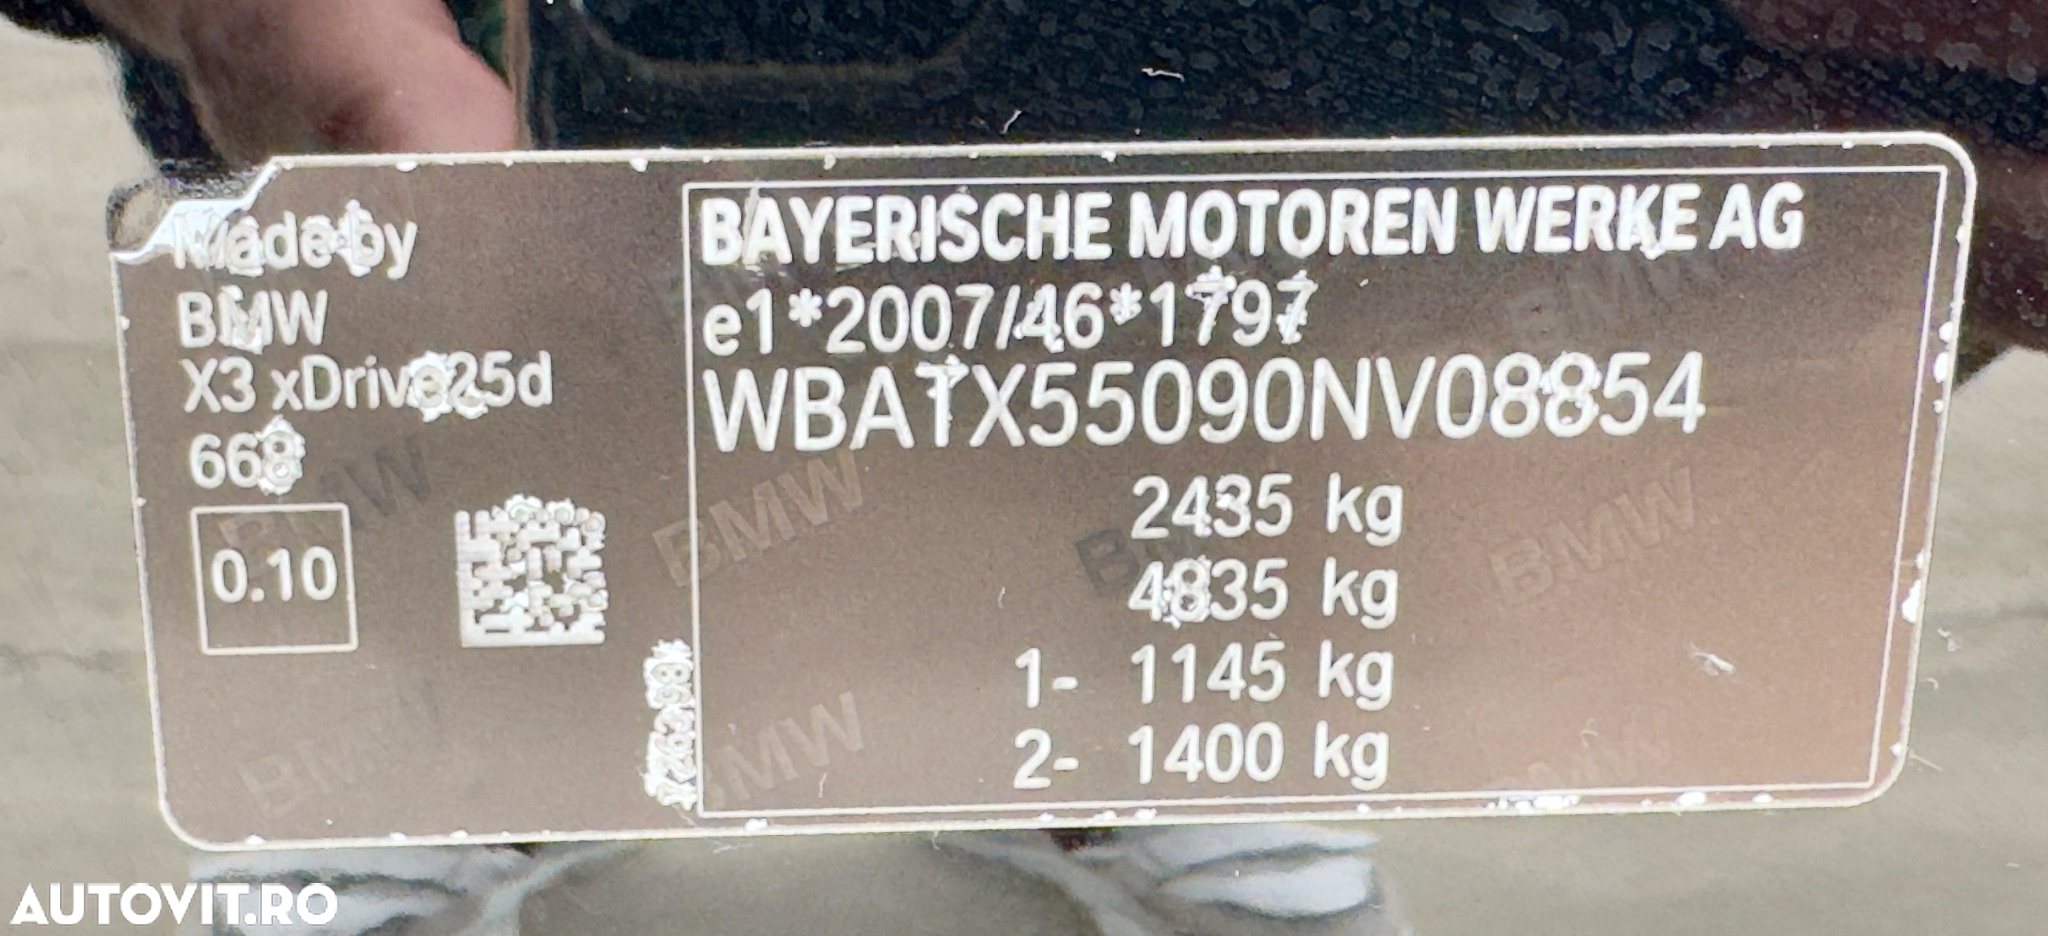 Made by
BMW
X3 xDrive25d
668
0.10
BAYERISCHE MOTOREN WERKE AG
e1*2007/46*1797
WBATX55090NV08854
2435 kg
4835 kg
1- 1145 kg
2- 1400 kg
AUTOVIT.RO